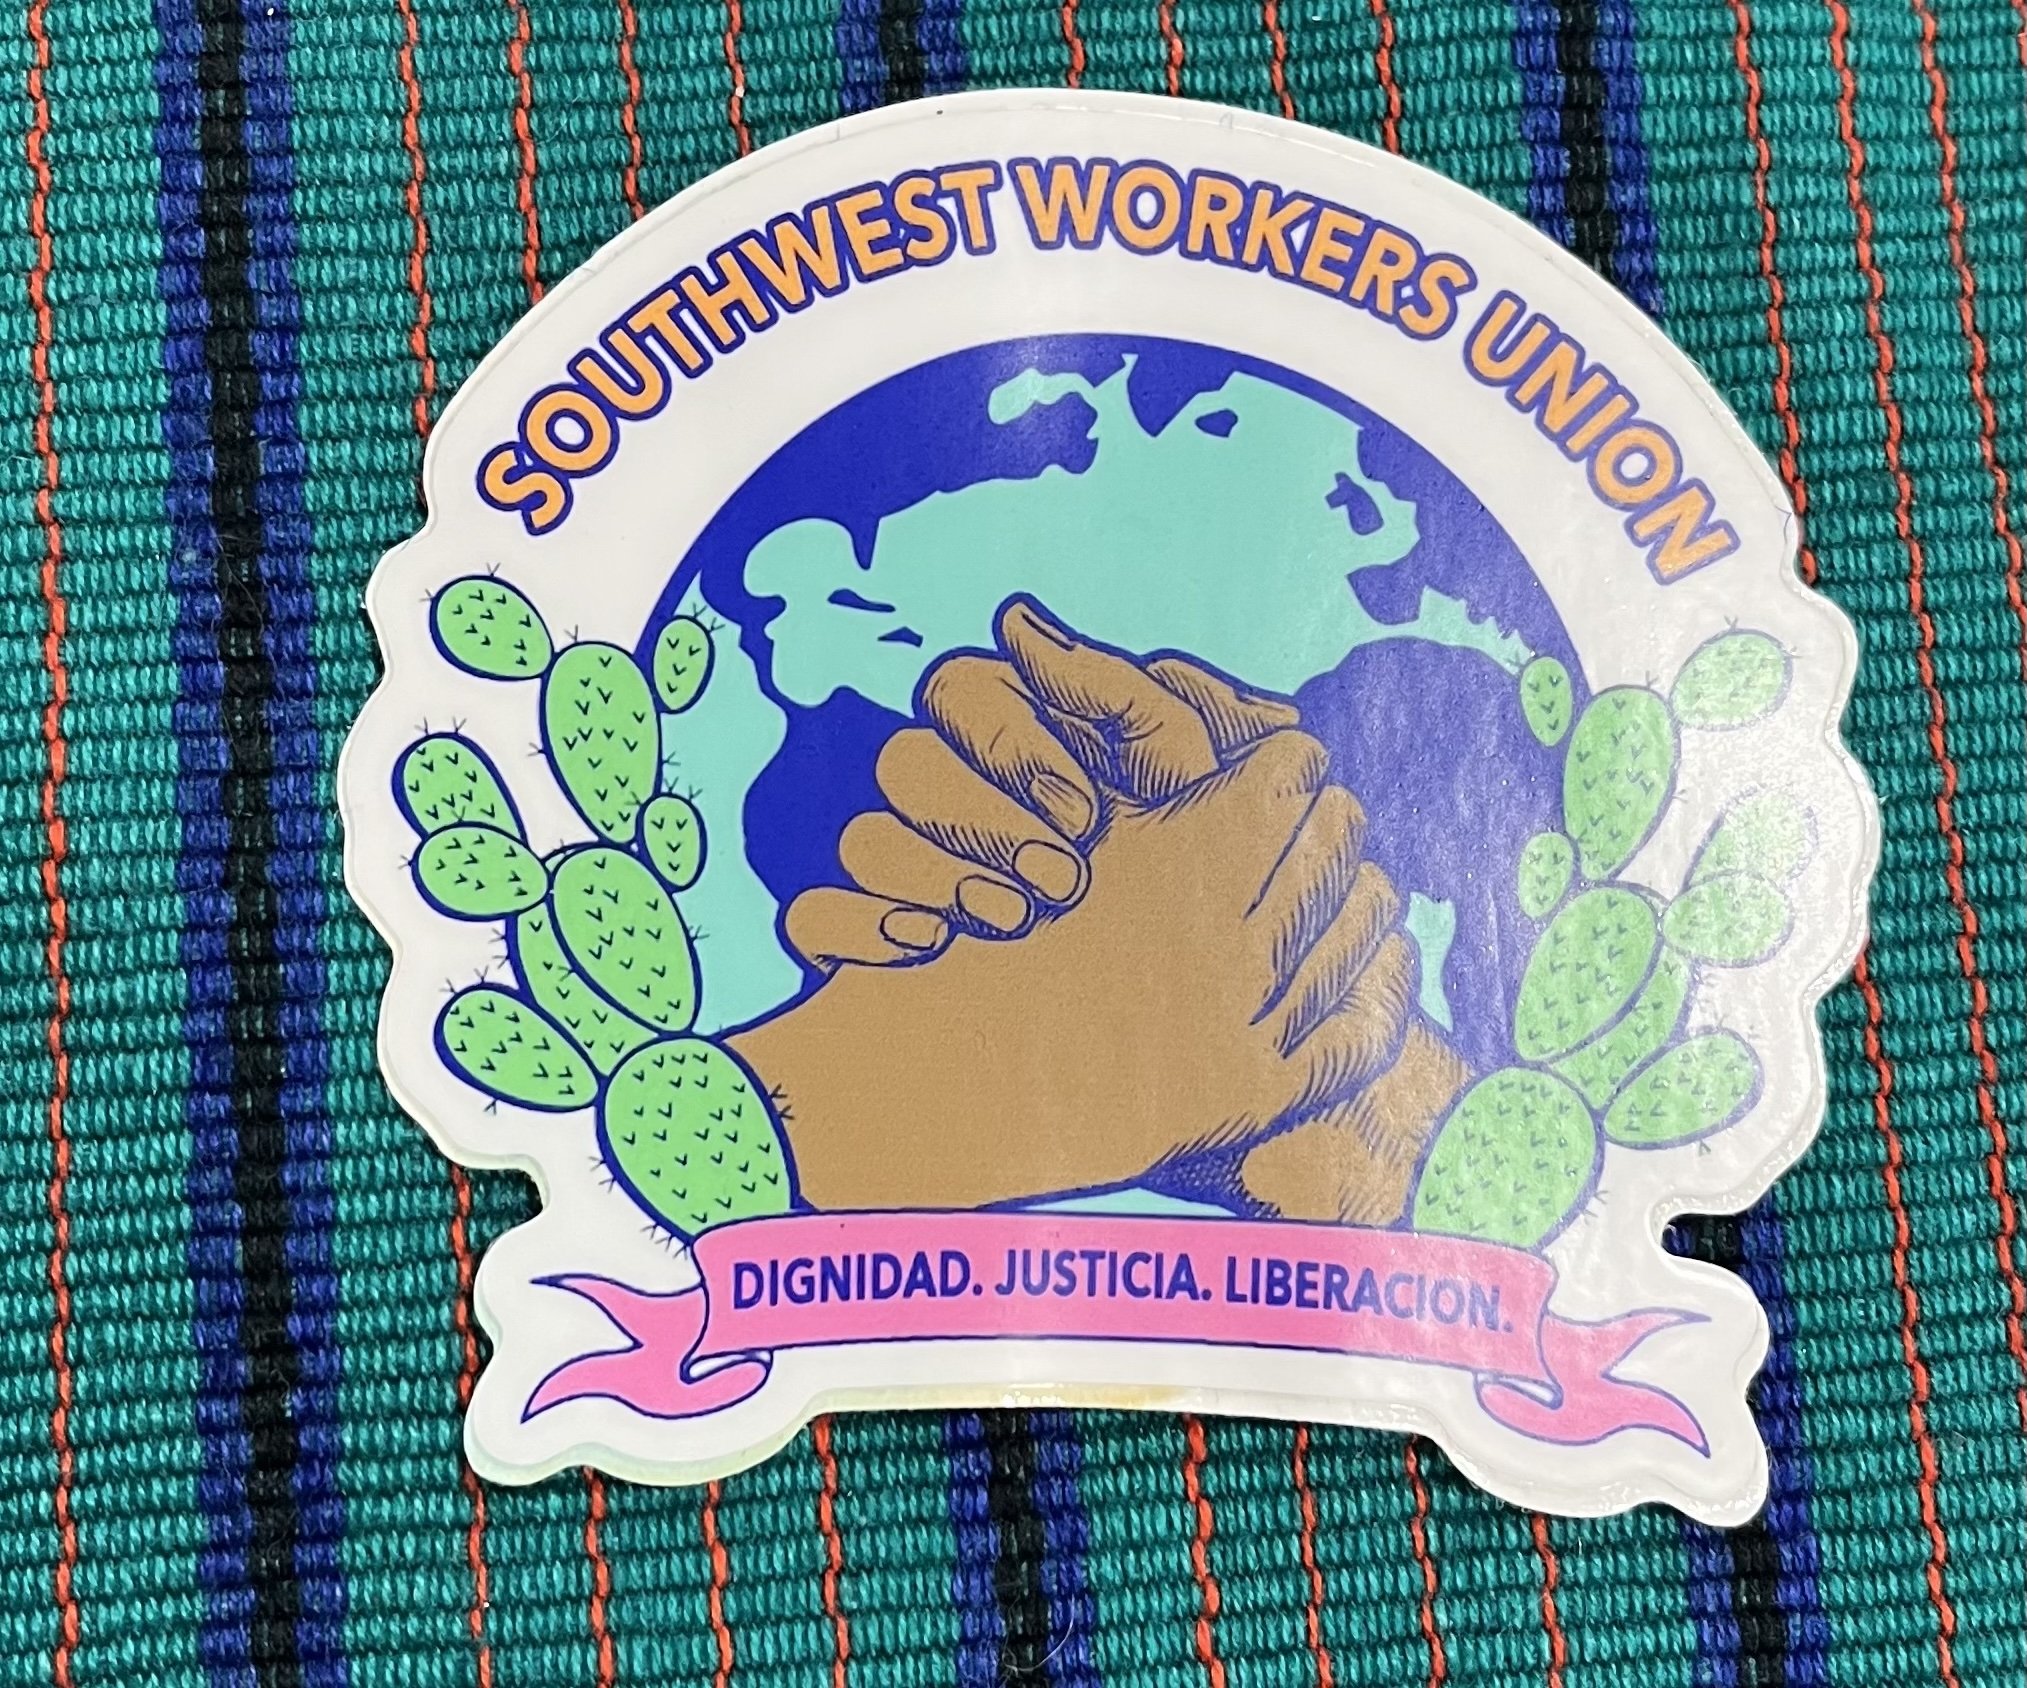 SOUTHWEST WORKERS UNION
DIGNIDAD. JUSTICIA. LIBERACION.